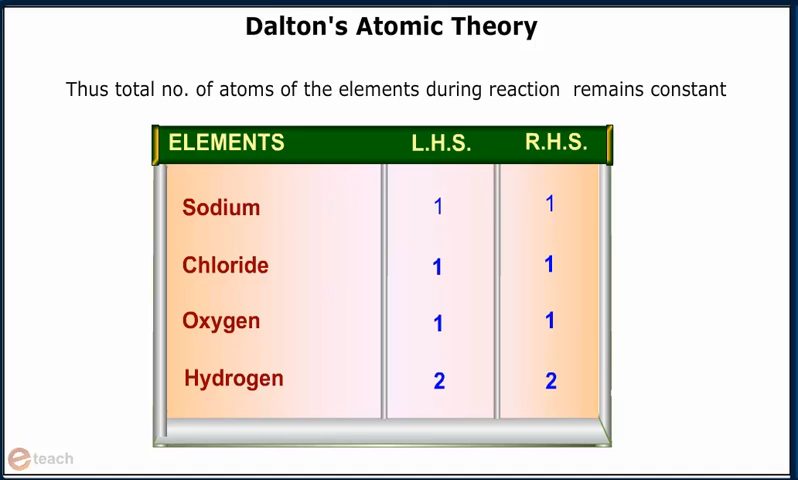 Dalton's Atomic Theory
Thus total no. of atoms of the elements during reaction remains constant
ELEMENTS L.H.S. R.H.S.
Sodium 1 1
Chloride 1 1
Oxygen 1 1
Hydrogen 2 2
e teach